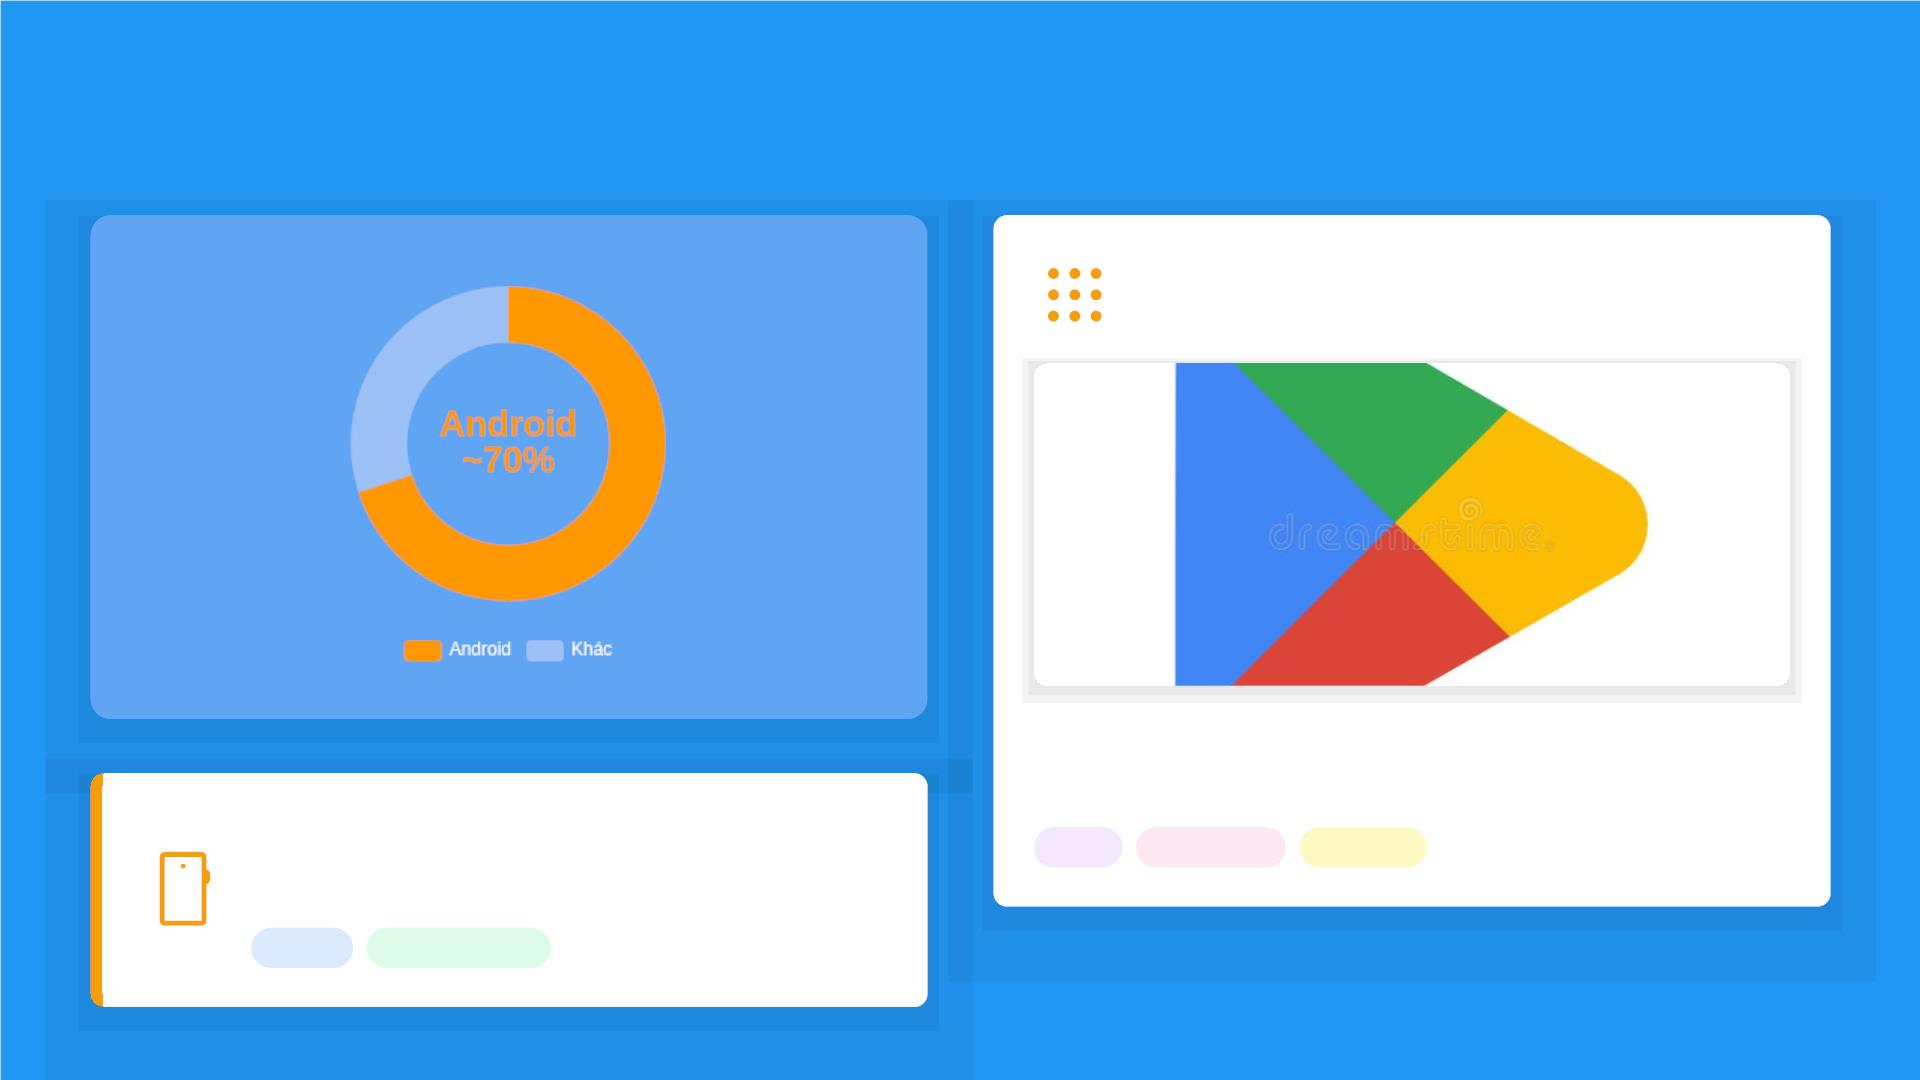 Android
~70%
Android Khác
dreamstime.